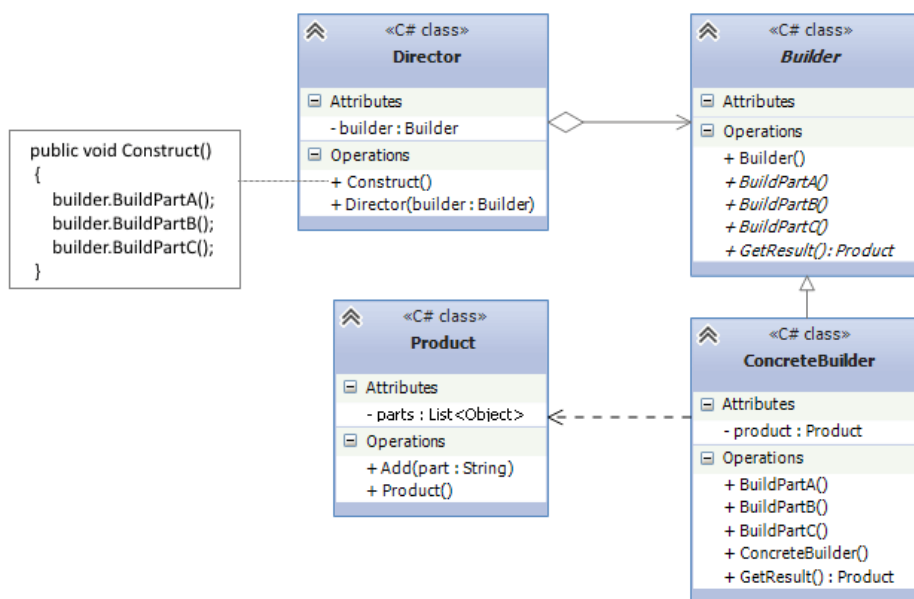 «C# class»
Director
Attributes
- builder : Builder
Operations
+ Construct()
+ Director(builder : Builder)
«C# class»
Builder
Attributes
Operations
+ Builder()
+ BuildPartA()
+ BuildPartB()
+ BuildPartC()
+ GetResult() : Product
public void Construct()
{
builder.BuildPartA();
builder.BuildPartB();
builder.BuildPartC();
}
«C# class»
Product
Attributes
- parts : List<Object>
Operations
+ Add(part : String)
+ Product()
«C# class»
ConcreteBuilder
Attributes
- product : Product
Operations
+ BuildPartA()
+ BuildPartB()
+ BuildPartC()
+ ConcreteBuilder()
+ GetResult() : Product